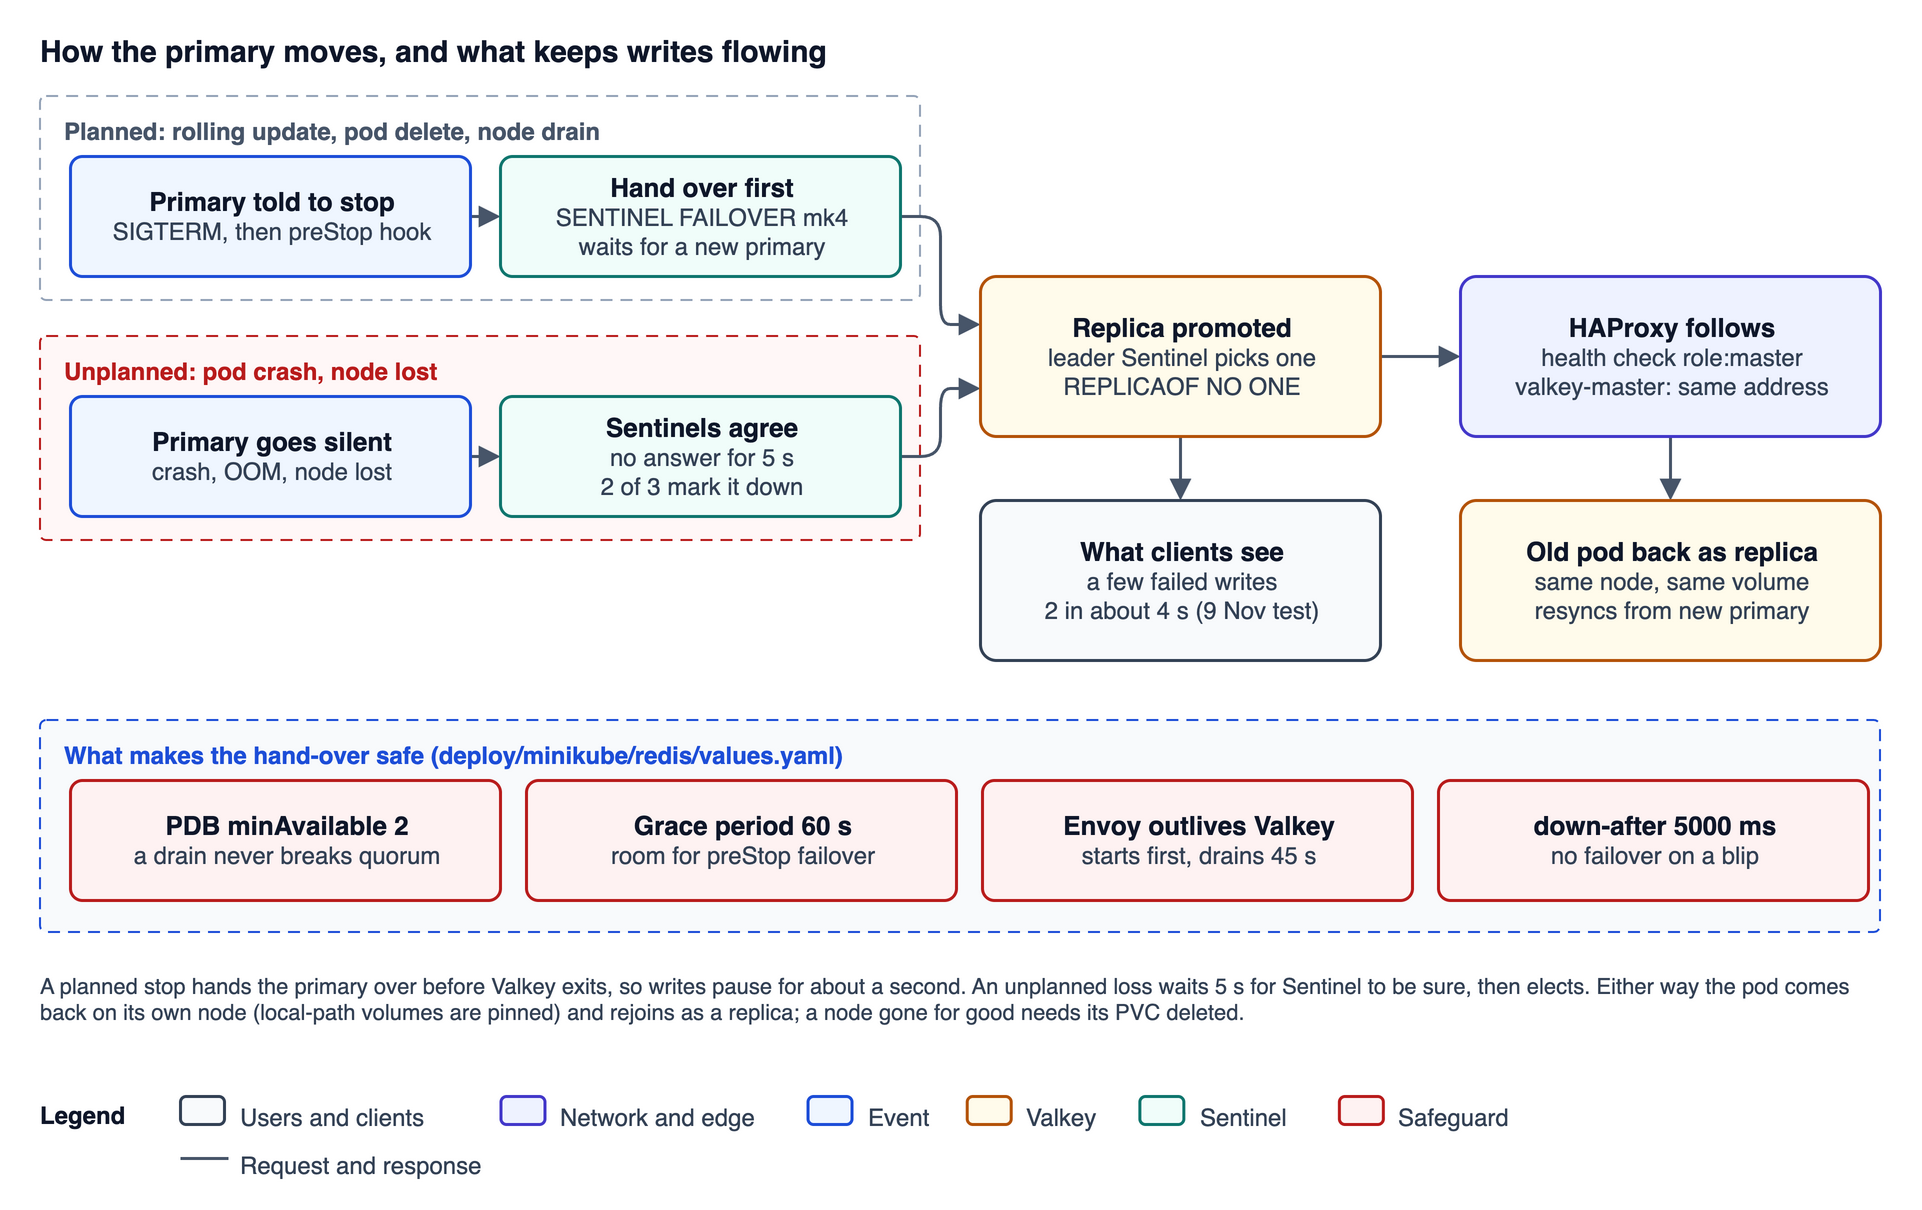 How the primary moves, and what keeps writes flowing
Planned: rolling update, pod delete, node drain
Primary told to stop
SIGTERM, then preStop hook
Hand over first
SENTINEL FAILOVER mk4
waits for a new primary
Unplanned: pod crash, node lost
Primary goes silent
crash, OOM, node lost
Sentinels agree
no answer for 5 s
2 of 3 mark it down
Replica promoted
leader Sentinel picks one
REPLICAOF NO ONE
HAProxy follows
health check role:master
valkey-master: same address
What clients see
a few failed writes
2 in about 4 s (9 Nov test)
Old pod back as replica
same node, same volume
resyncs from new primary
What makes the hand-over safe (deploy/minikube/redis/values.yaml)
PDB minAvailable 2
a drain never breaks quorum
Grace period 60 s
room for preStop failover
Envoy outlives Valkey
starts first, drains 45 s
down-after 5000 ms
no failover on a blip
A planned stop hands the primary over before Valkey exits, so writes pause for about a second. An unplanned loss waits 5 s for Sentinel to be sure, then elects. Either way the pod comes
back on its own node (local-path volumes are pinned) and rejoins as a replica; a node gone for good needs its PVC deleted.
Legend
Users and clients
Network and edge
Event
Valkey
Sentinel
Safeguard
Request and response